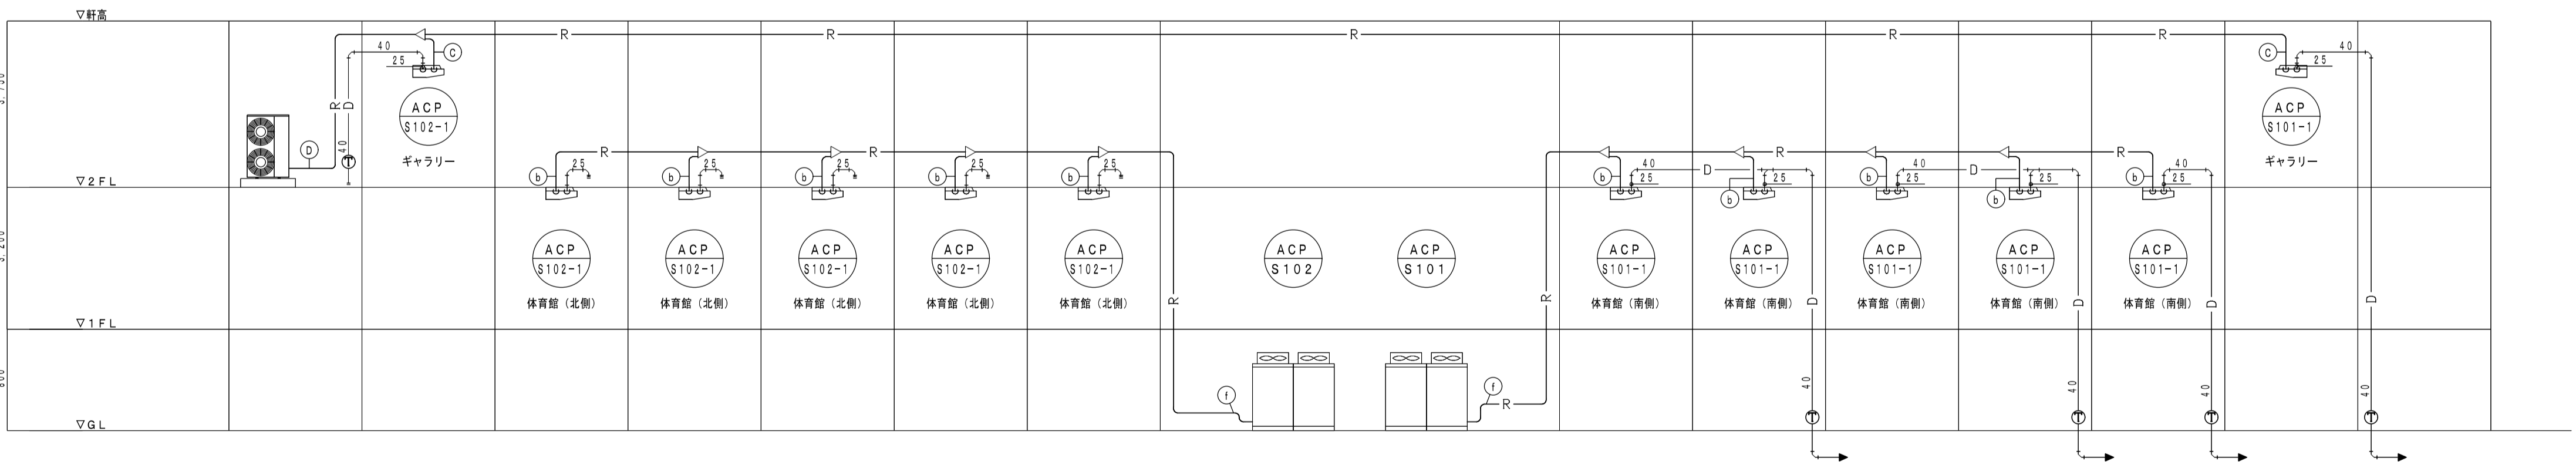 ▽軒高
R R R R R
40 C C 40
25 25
R D
ACP
S102-1
ギャラリー
ACP
S101-1
ギャラリー
D 40
▽2FL
R R R R
25 25 25 25 25
b b b b b
40 D 40 D 40
b 25 b 25 b 25 b 25 b 25
3,200
ACP
S102-1
体育館（北側）
ACP
S102-1
体育館（北側）
ACP
S102-1
体育館（北側）
ACP
S102-1
体育館（北側）
ACP
S102-1
体育館（北側）
ACP
S102
ACP
S101
ACP
S101-1
体育館（南側）
ACP
S101-1
体育館（南側）
ACP
S101-1
体育館（南側）
ACP
S101-1
体育館（南側）
ACP
S101-1
体育館（南側）
R R D D D D
▽1FL
800
f f R
40 40 40 40
T T T T T
▽GL